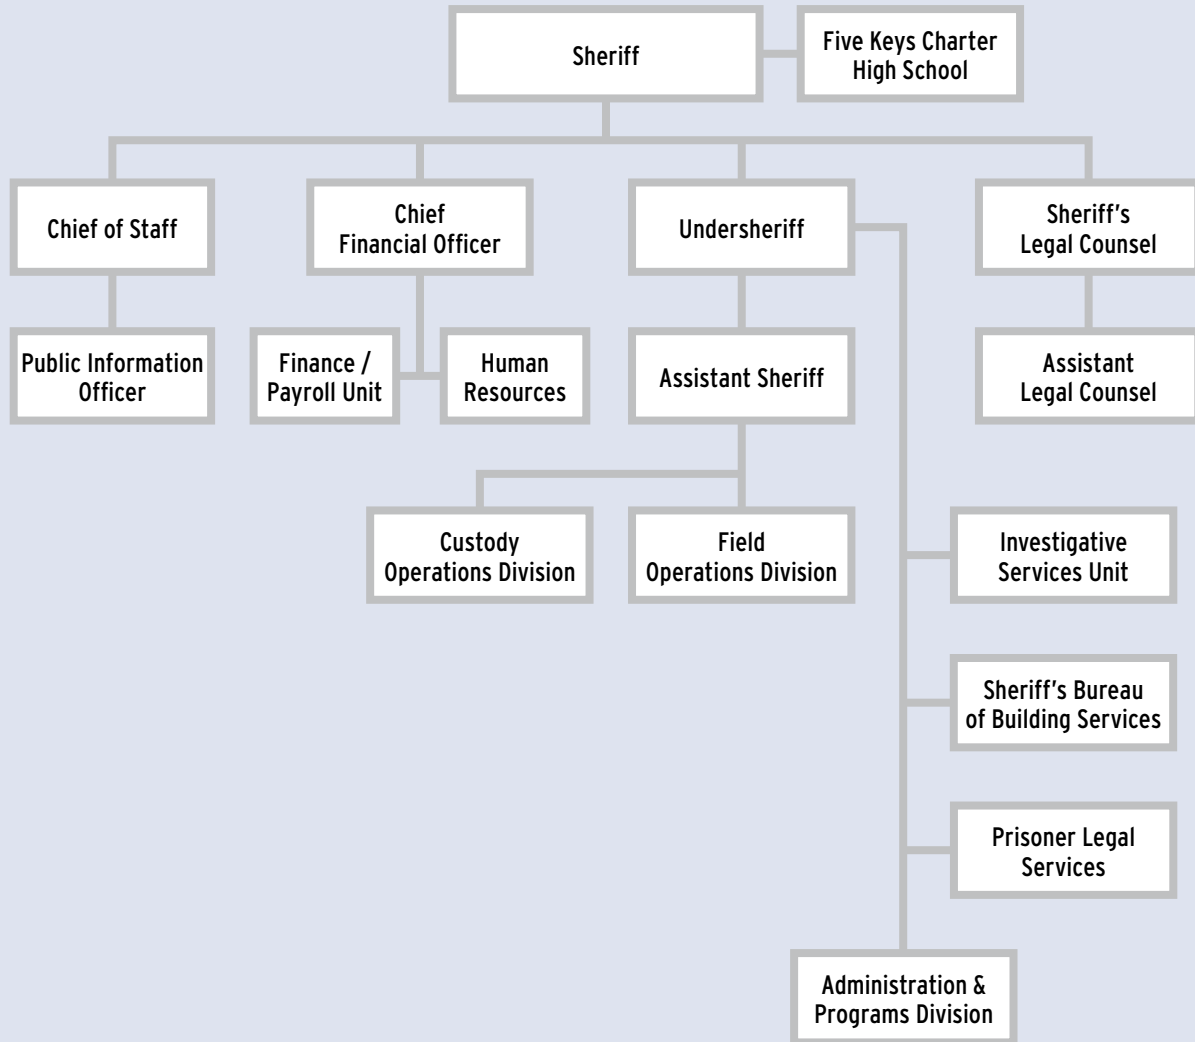 Sheriff
Five Keys Charter
High School
Chief of Staff
Chief
Financial Officer
Undersheriff
Sheriff's
Legal Counsel
Public Information
Officer
Finance /
Payroll Unit
Human
Resources
Assistant Sheriff
Assistant
Legal Counsel
Custody
Operations Division
Field
Operations Division
Investigative
Services Unit
Sheriff's Bureau
of Building Services
Prisoner Legal
Services
Administration &
Programs Division